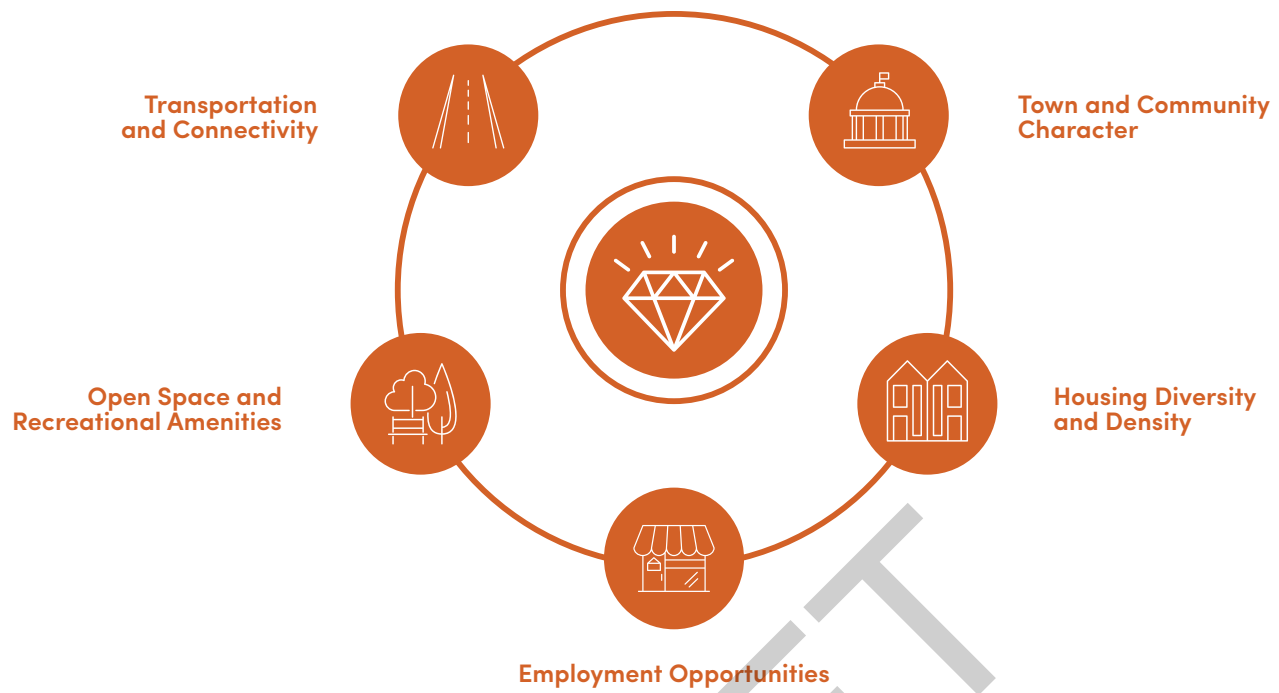 Transportation
and Connectivity
Town and Community
Character
Open Space and
Recreational Amenities
Housing Diversity
and Density
Employment Opportunities